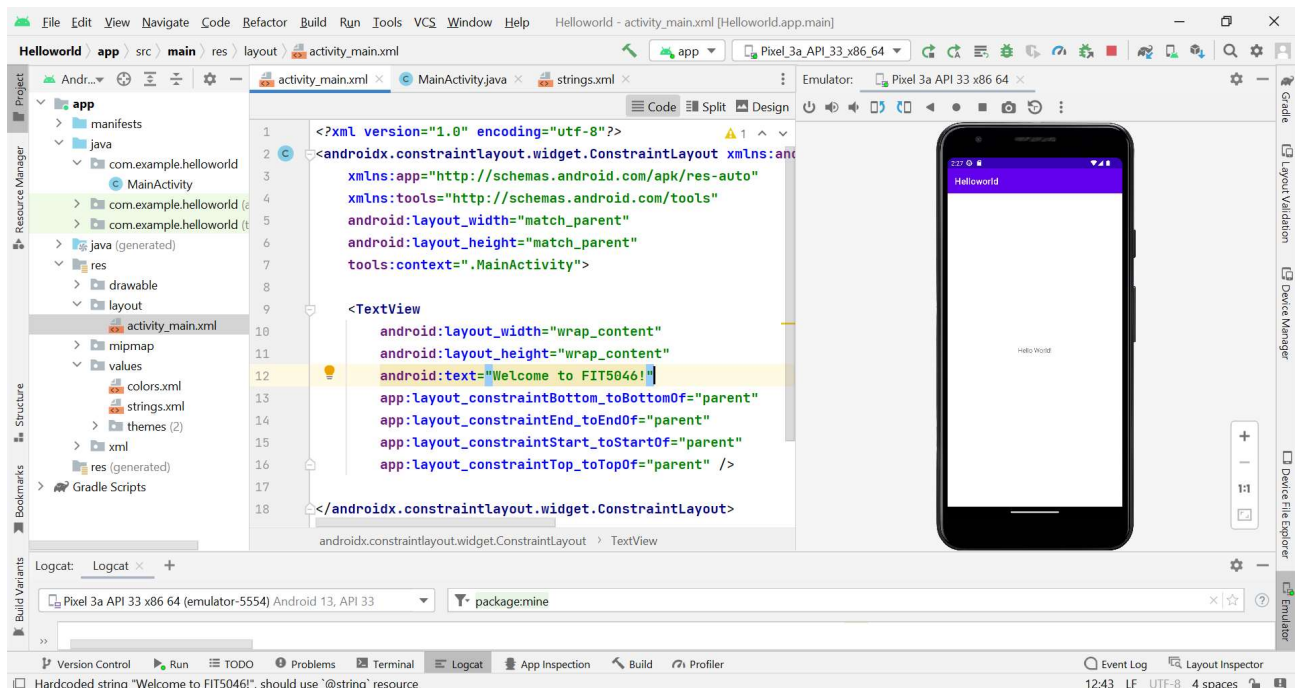 File Edit View Navigate Code Refactor Build Run Tools VCS Window Help Helloworld - activity_main.xml [Helloworld.app.main]
Helloworld app src main res layout activity_main.xml app Pixel_3a_API_33_x86_64
Andr... activity_main.xml MainActivity.java strings.xml Emulator: Pixel 3a API 33 x86 64
Code Split Design
Project
Resource Manager
Structure
Bookmarks
Build Variants
app
manifests
java
com.example.helloworld
MainActivity
com.example.helloworld (a
com.example.helloworld (t
java (generated)
res
drawable
layout
activity_main.xml
mipmap
values
colors.xml
strings.xml
themes (2)
xml
res (generated)
Gradle Scripts
1 <?xml version="1.0" encoding="utf-8"?> 1
2 <androidx.constraintlayout.widget.ConstraintLayout xmlns:and
3 xmlns:app="http://schemas.android.com/apk/res-auto"
4 xmlns:tools="http://schemas.android.com/tools"
5 android:layout_width="match_parent"
6 android:layout_height="match_parent"
7 tools:context=".MainActivity">
8
9 <TextView
10 android:layout_width="wrap_content"
11 android:layout_height="wrap_content"
12 android:text="Welcome to FIT5046!"
13 app:layout_constraintBottom_toBottomOf="parent"
14 app:layout_constraintEnd_toEndOf="parent"
15 app:layout_constraintStart_toStartOf="parent"
16 app:layout_constraintTop_toTopOf="parent" />
17
18 </androidx.constraintlayout.widget.ConstraintLayout>
androidx.constraintlayout.widget.ConstraintLayout TextView
2:27
Helloworld
Hello World!
1:1
Gradle
Layout Validation
Device Manager
Device File Explorer
Emulator
Logcat: Logcat +
Pixel 3a API 33 x86 64 (emulator-5554) Android 13, API 33 package:mine
Version Control Run TODO Problems Terminal Logcat App Inspection Build Profiler Event Log Layout Inspector
Hardcoded string "Welcome to FIT5046!", should use `@string` resource 12:43 LF UTF-8 4 spaces